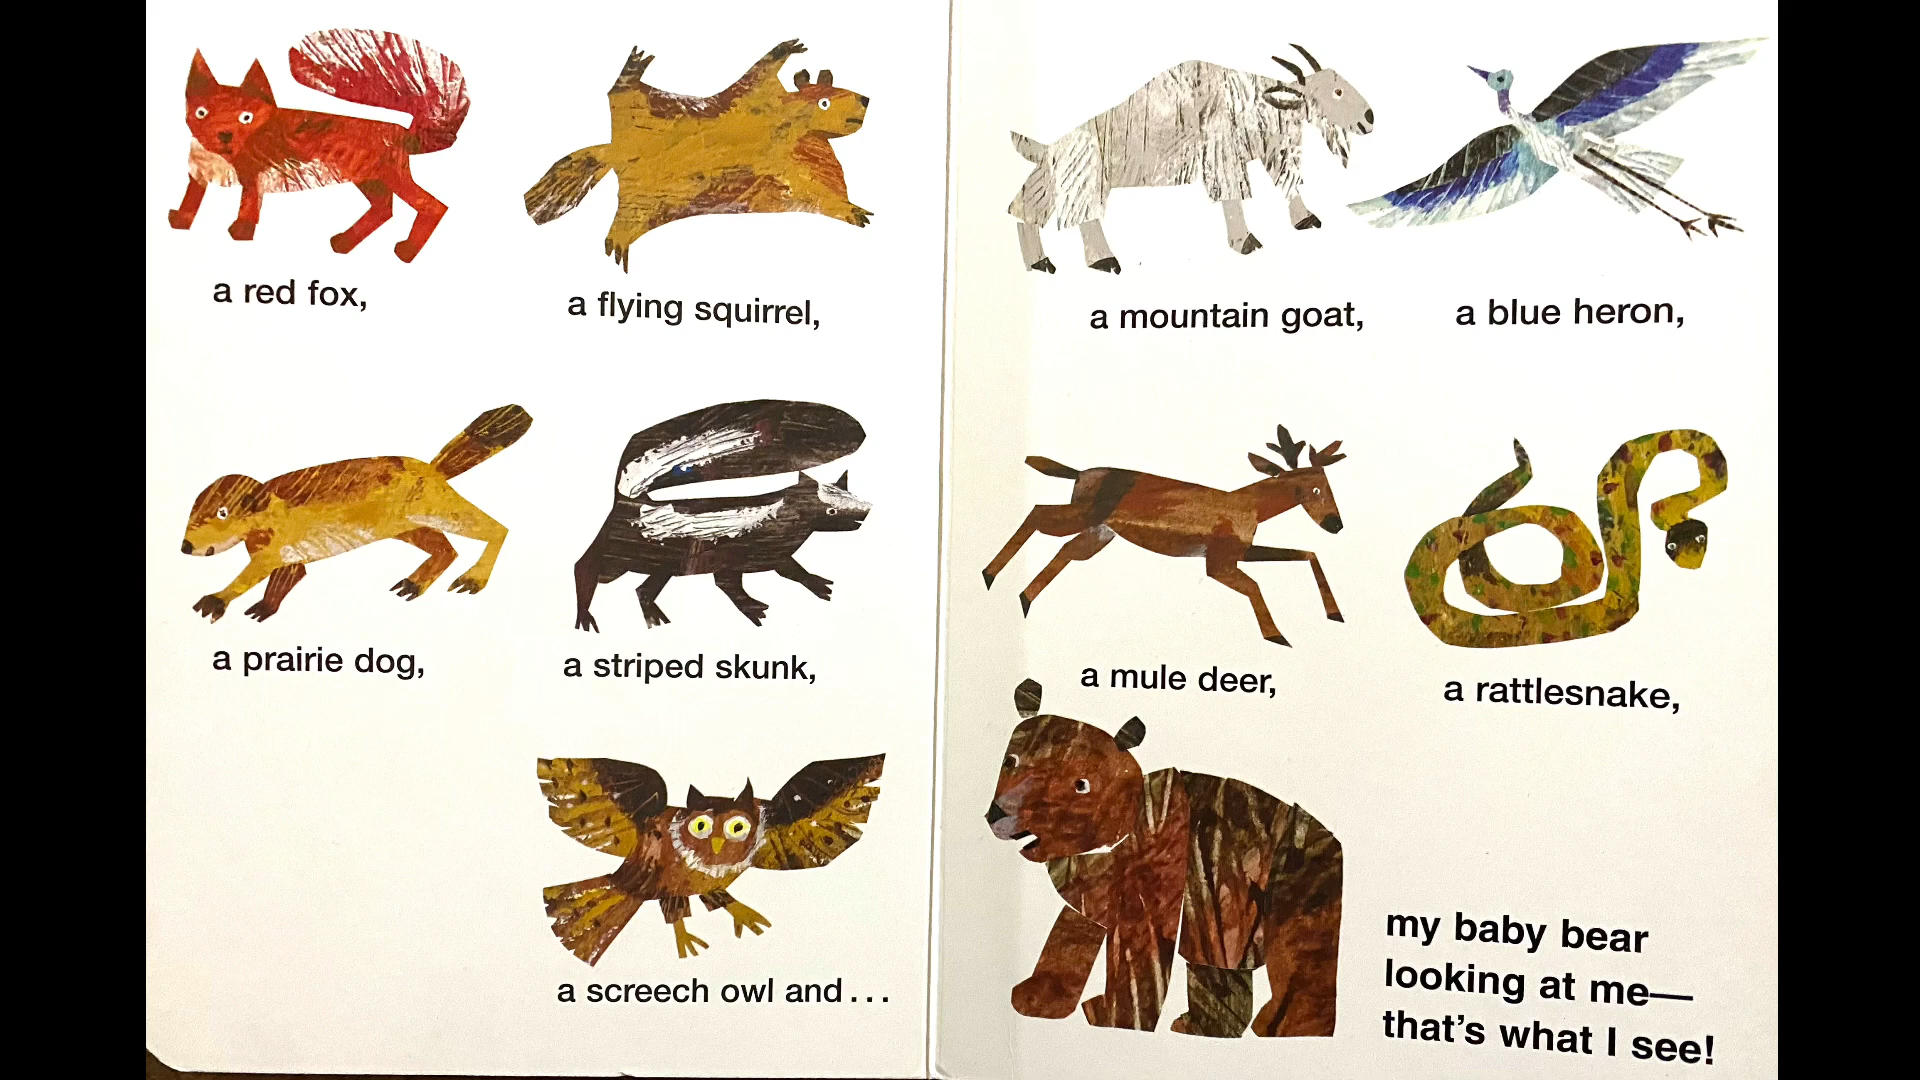 a red fox,
a flying squirrel,
a mountain goat,
a blue heron,
a prairie dog,
a striped skunk,
a mule deer,
a rattlesnake,
a screech owl and...
my baby bear
looking at me—
that's what I see!